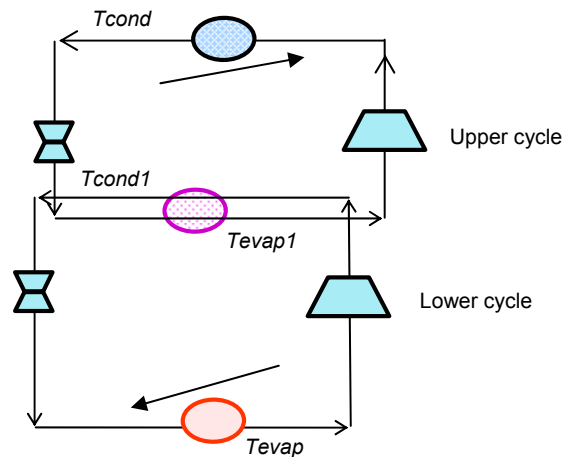 Tcond
Upper cycle
Tcond1
Tevap1
Lower cycle
Tevap